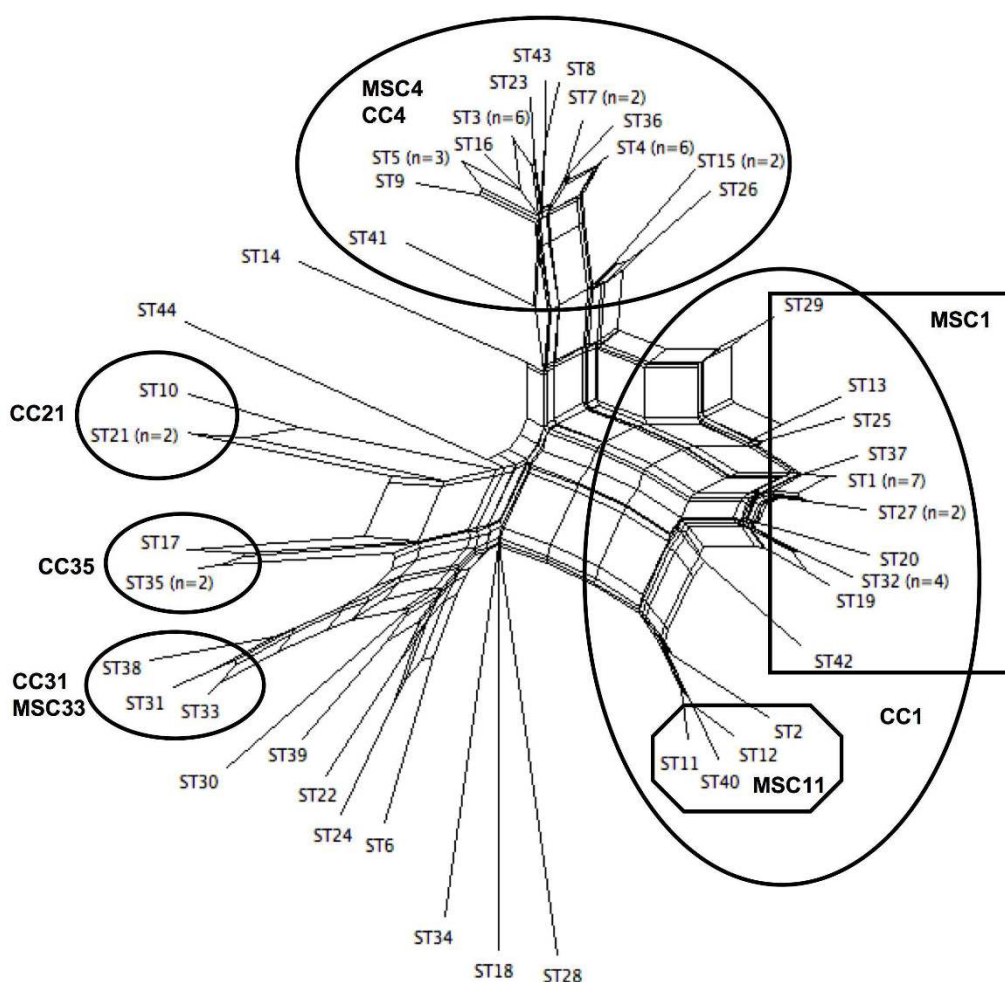 ST43
ST8
MSC4
CC4
ST23
ST7 (n=2)
ST3 (n=6)
ST36
ST16
ST4 (n=6)
ST5 (n=3)
ST15 (n=2)
ST9
ST26
ST41
ST14
ST44
ST29
MSC1
ST10
CC21
ST21 (n=2)
ST13
ST25
ST37
ST1 (n=7)
ST27 (n=2)
ST17
CC35
ST35 (n=2)
ST20
ST32 (n=4)
ST19
ST42
ST38
CC31
MSC33
ST31
ST33
CC1
ST2
ST12
ST11
ST40
MSC11
ST39
ST30
ST22
ST24
ST6
ST34
ST18
ST28